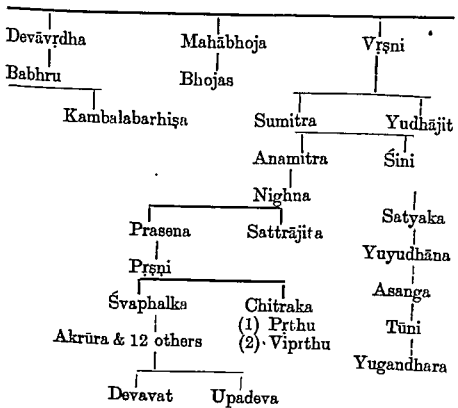 Devāvṛdha Mahābhoja Vṛṣni
Babhru Bhojas
Kambalabarhiṣa Sumitra Yudhājit
Anamitra Śini
Nighna
Prasena Sattrājita Satyaka
Pṛṣṇi Yuyudhāna
Śvaphalka Chitraka Asanga
(1) Pṛthu
Akrūra & 12 others (2) Vipṛthu Tūni
Yugandhara
Devavat Upadeva